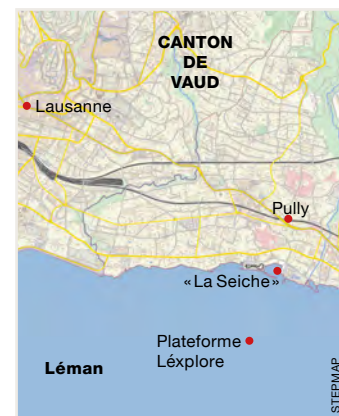 CANTON
DE
VAUD
Lausanne
Pully
«La Seiche»
Plateforme
Léxplore
Léman
STEPMAP